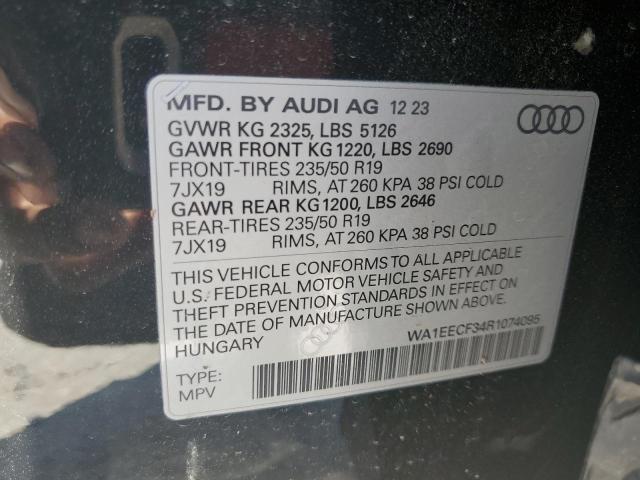 MFD. BY AUDI AG 12 23
GVWR KG 2325, LBS 5126
GAWR FRONT KG 1220, LBS 2690
FRONT-TIRES 235/50 R19
7JX19 RIMS, AT 260 KPA 38 PSI COLD
GAWR REAR KG1200, LBS 2646
REAR-TIRES 235/50 R19
7JX19 RIMS, AT 260 KPA 38 PSI COLD
THIS VEHICLE CONFORMS TO ALL APPLICABLE
U.S. FEDERAL MOTOR VEHICLE SAFETY AND
THEFT PREVENTION STANDARDS IN EFFECT ON
THE DATE OF MANUFACTURE SHOWN ABOVE.
HUNGARY
WA1EECF34R1074095
TYPE:
MPV